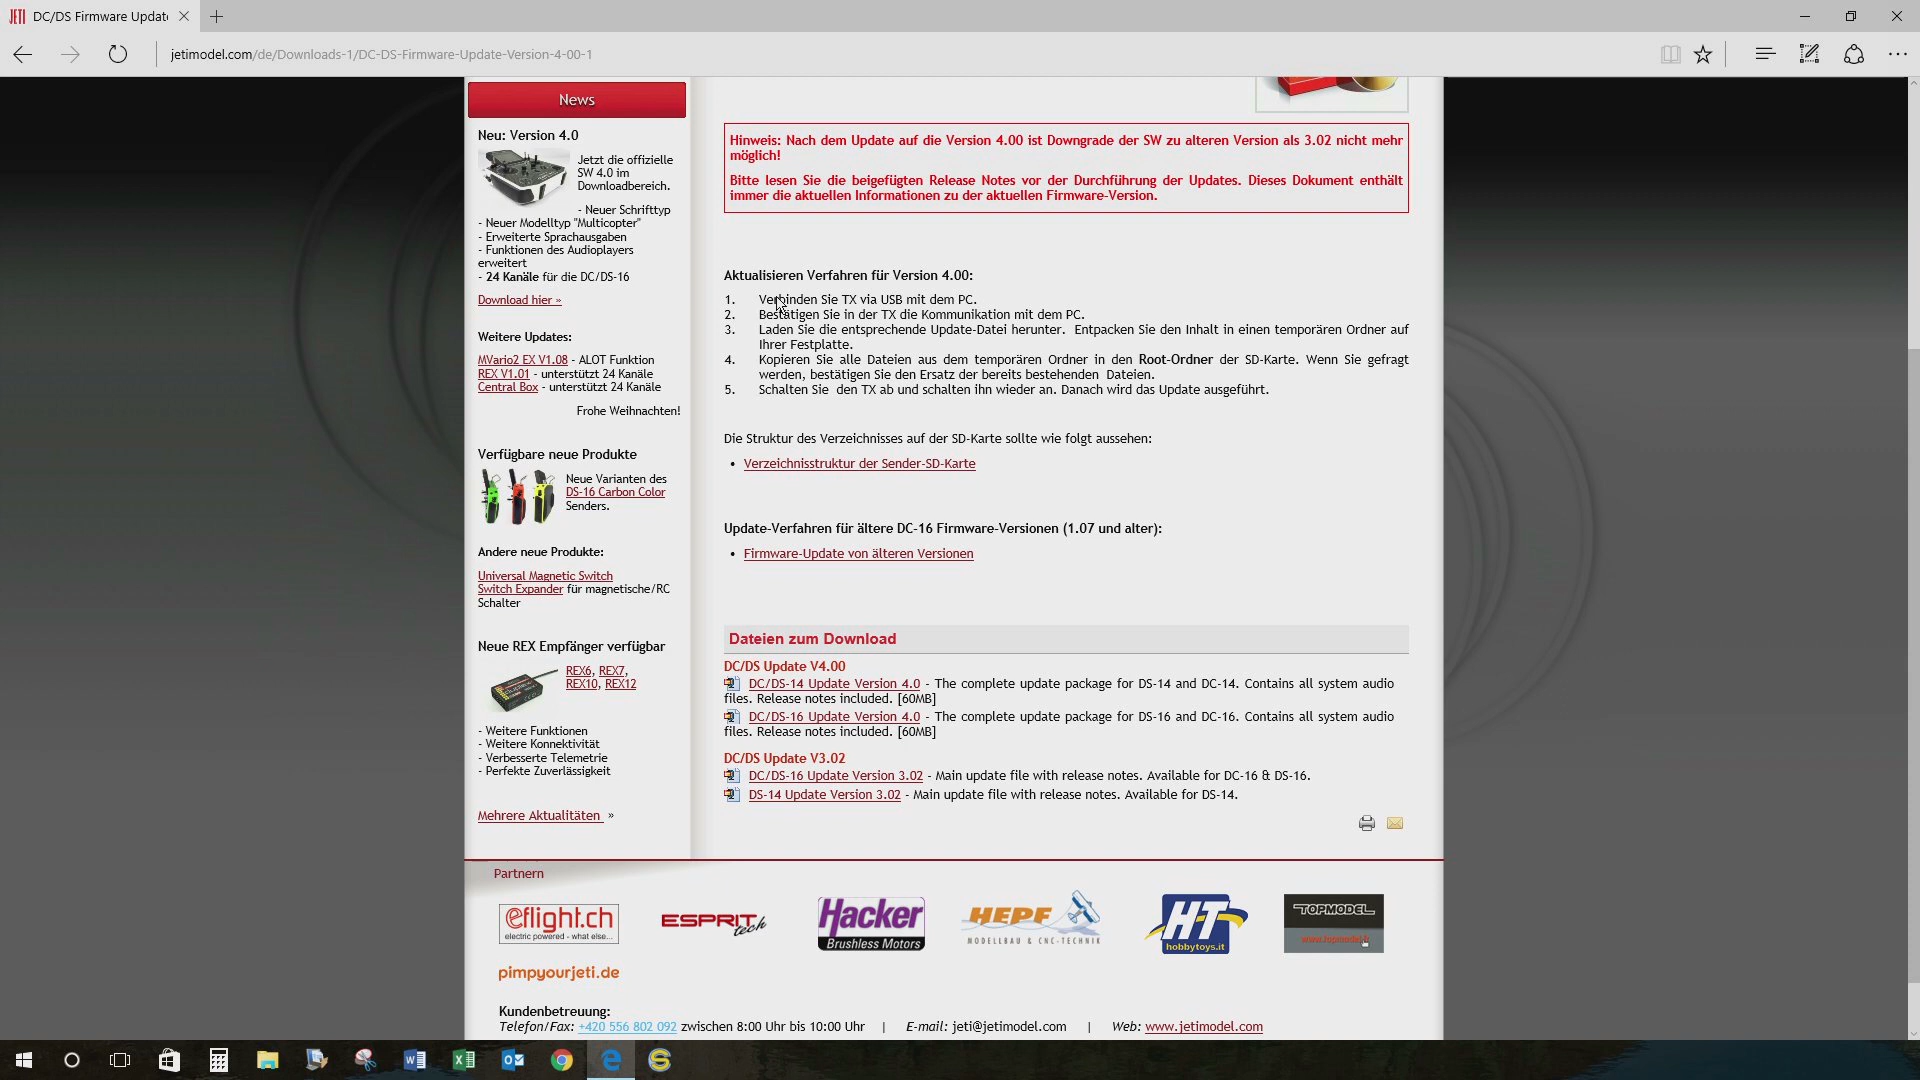 DC/DS Firmware Updat
jetimodel.com/de/Downloads-1/DC-DS-Firmware-Update-Version-4-00-1
News
Neu: Version 4.0
Jetzt die offizielle
SW 4.0 im
Downloadbereich.
- Neuer Schrifttyp
- Neuer Modelltyp "Multicopter"
- Erweiterte Sprachausgaben
- Funktionen des Audioplayers
erweitert
- 24 Kanäle für die DC/DS-16
Download hier »
Weitere Updates:
MVario2 EX V1.08 - ALOT Funktion
REX V1.01 - unterstützt 24 Kanäle
Central Box - unterstützt 24 Kanäle
Frohe Weihnachten!
Verfügbare neue Produkte
Neue Varianten des
DS-16 Carbon Color
Senders.
Andere neue Produkte:
Universal Magnetic Switch
Switch Expander für magnetische/RC
Schalter
Neue REX Empfänger verfügbar
REX6, REX7,
REX10, REX12
- Weitere Funktionen
- Weitere Konnektivität
- Verbesserte Telemetrie
- Perfekte Zuverlässigkeit
Mehrere Aktualitäten »
Hinweis: Nach dem Update auf die Version 4.00 ist Downgrade der SW zu alteren Version als 3.02 nicht mehr
möglich!
Bitte lesen Sie die beigefügten Release Notes vor der Durchführung der Updates. Dieses Dokument enthält
immer die aktuellen Informationen zu der aktuellen Firmware-Version.
Aktualisieren Verfahren für Version 4.00:
1. Verbinden Sie TX via USB mit dem PC.
2. Bestätigen Sie in der TX die Kommunikation mit dem PC.
3. Laden Sie die entsprechende Update-Datei herunter. Entpacken Sie den Inhalt in einen temporären Ordner auf
Ihrer Festplatte.
4. Kopieren Sie alle Dateien aus dem temporären Ordner in den Root-Ordner der SD-Karte. Wenn Sie gefragt
werden, bestätigen Sie den Ersatz der bereits bestehenden Dateien.
5. Schalten Sie den TX ab und schalten ihn wieder an. Danach wird das Update ausgeführt.
Die Struktur des Verzeichnisses auf der SD-Karte sollte wie folgt aussehen:
• Verzeichnisstruktur der Sender-SD-Karte
Update-Verfahren für ältere DC-16 Firmware-Versionen (1.07 und alter):
• Firmware-Update von älteren Versionen
Dateien zum Download
DC/DS Update V4.00
DC/DS-14 Update Version 4.0 - The complete update package for DS-14 and DC-14. Contains all system audio
files. Release notes included. [60MB]
DC/DS-16 Update Version 4.0 - The complete update package for DS-16 and DC-16. Contains all system audio
files. Release notes included. [60MB]
DC/DS Update V3.02
DC/DS-16 Update Version 3.02 - Main update file with release notes. Available for DC-16 & DS-16.
DS-14 Update Version 3.02 - Main update file with release notes. Available for DS-14.
Partnern
eflight.ch
electric powered - what else...
ESPRIT tech
Hacker
Brushless Motors
HEPF
MODELLBAU & CNC-TECHNIK
HT
hobbytoys.it
TOPMODEL
pimpyourjeti.de
Kundenbetreuung:
Telefon/Fax: +420 556 802 092 zwischen 8:00 Uhr bis 10:00 Uhr | E-mail: jeti@jetimodel.com | Web: www.jetimodel.com